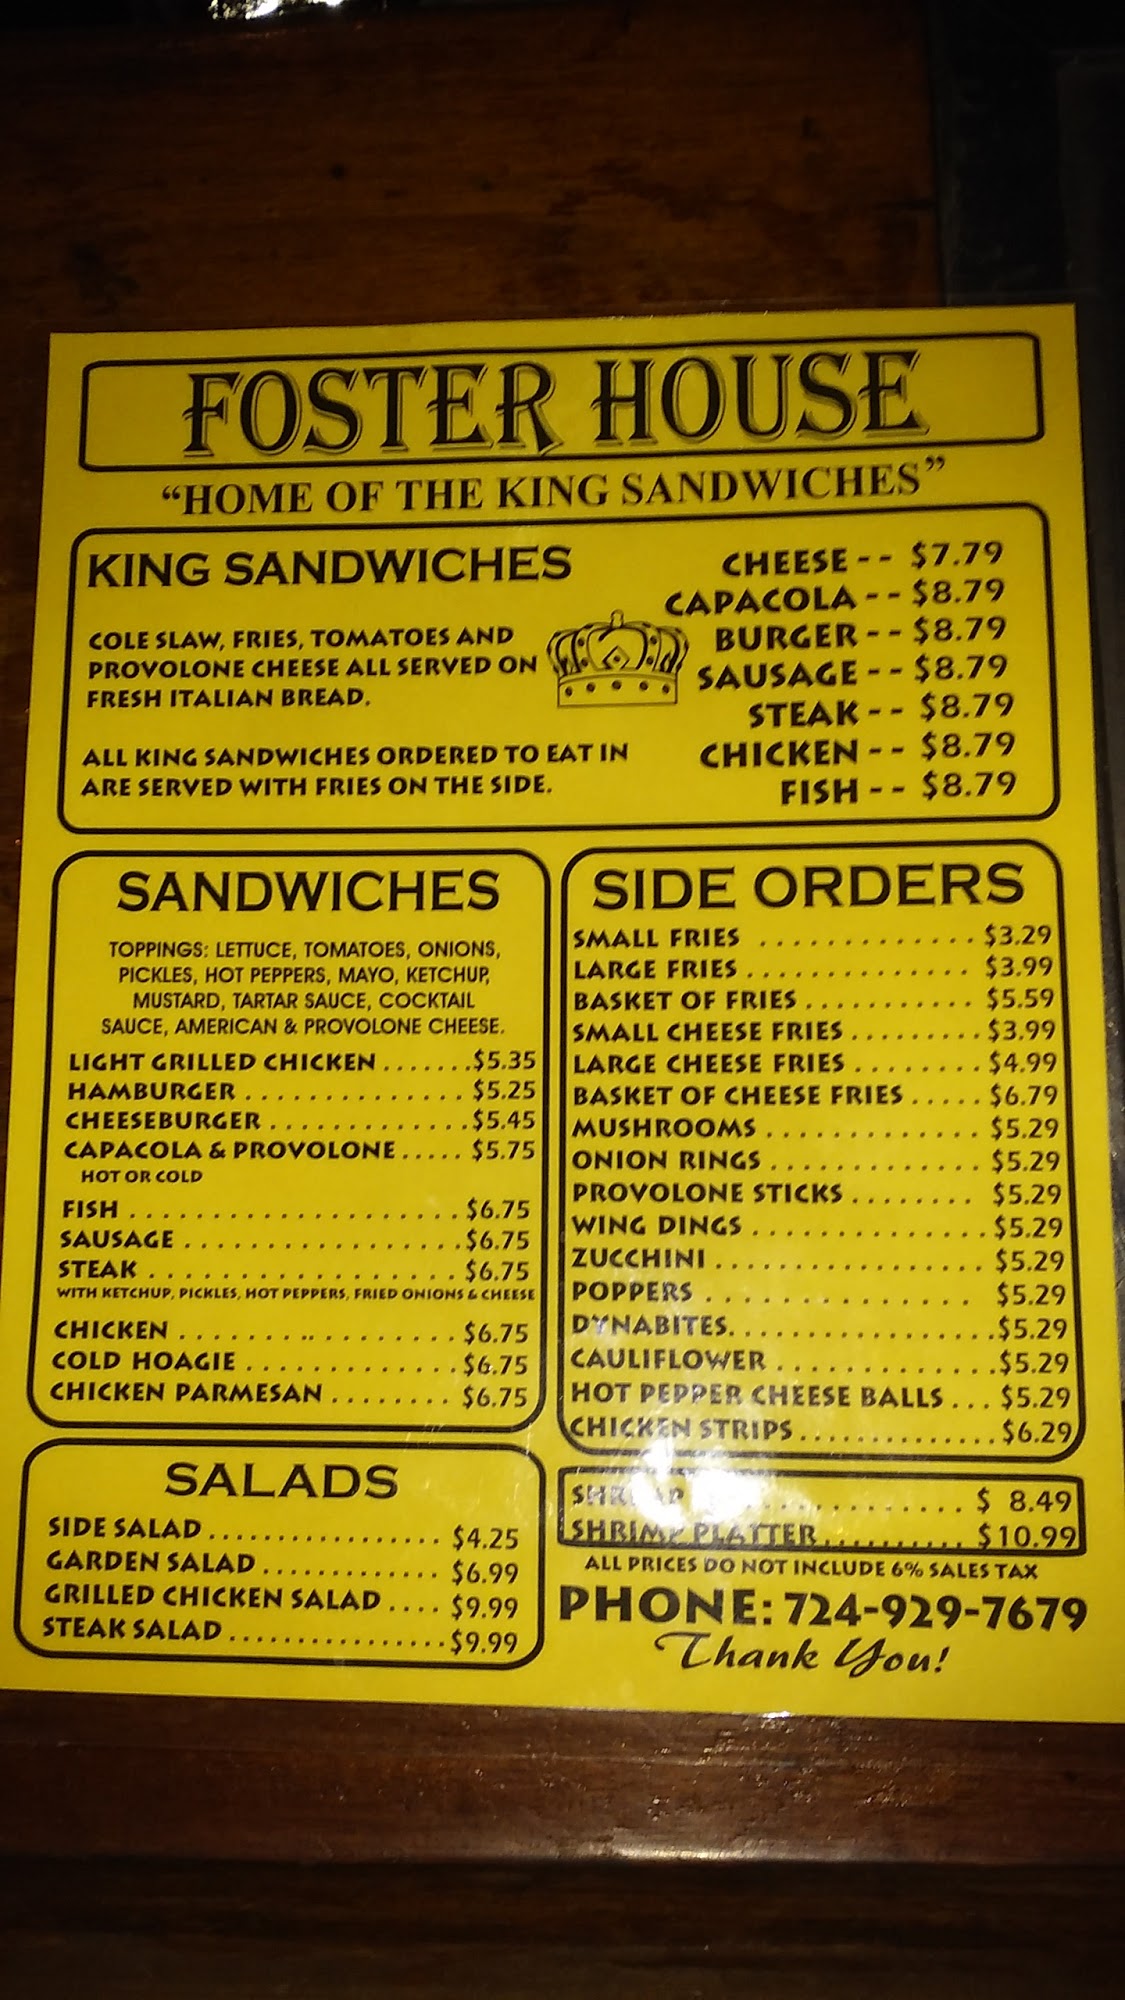 FOSTER HOUSE
“HOME OF THE KING SANDWICHES”
KING SANDWICHES
COLE SLAW, FRIES, TOMATOES AND
PROVOLONE CHEESE ALL SERVED ON
FRESH ITALIAN BREAD.
ALL KING SANDWICHES ORDERED TO EAT IN
ARE SERVED WITH FRIES ON THE SIDE.
CHEESE -- $7.79
CAPACOLA -- $8.79
BURGER -- $8.79
SAUSAGE -- $8.79
STEAK -- $8.79
CHICKEN -- $8.79
FISH -- $8.79
SANDWICHES
TOPPINGS: LETTUCE, TOMATOES, ONIONS,
PICKLES, HOT PEPPERS, MAYO, KETCHUP,
MUSTARD, TARTAR SAUCE, COCKTAIL
SAUCE, AMERICAN & PROVOLONE CHEESE.
LIGHT GRILLED CHICKEN .......$5.35
HAMBURGER .............. $5.25
CHEESEBURGER .............$5.45
CAPACOLA & PROVOLONE ..... $5.75
HOT OR COLD
FISH .....................$6.75
SAUSAGE ..................$6.75
STEAK ....................$6.75
WITH KETCHUP, PICKLES, HOT PEPPERS, FRIED ONIONS & CHEESE
CHICKEN ..................$6.75
COLD HOAGIE ..............$6.75
CHICKEN PARMESAN ........ $6.75
SIDE ORDERS
SMALL FRIES ............. $3.29
LARGE FRIES .............. $3.99
BASKET OF FRIES ........... $5.59
SMALL CHEESE FRIES ......... $3.99
LARGE CHEESE FRIES ........ $4.99
BASKET OF CHEESE FRIES ..... $6.79
MUSHROOMS ............. $5.29
ONION RINGS ............. $5.29
PROVOLONE STICKS ........ $5.29
WING DINGS ...............$5.29
ZUCCHINI ................. $5.29
POPPERS ................ $5.29
DYNABITES.................$5.29
CAULIFLOWER ..............$5.29
HOT PEPPER CHEESE BALLS ... $5.29
CHICKEN STRIPS..............$6.29
SALADS
SIDE SALAD .................. $4.25
GARDEN SALAD .............. $6.99
GRILLED CHICKEN SALAD .... $9.99
STEAK SALAD .................$9.99
SHRIMP .............. $ 8.49
SHRIMP PLATTER........... $10.99
ALL PRICES DO NOT INCLUDE 6% SALES TAX
PHONE: 724-929-7679
Thank You!